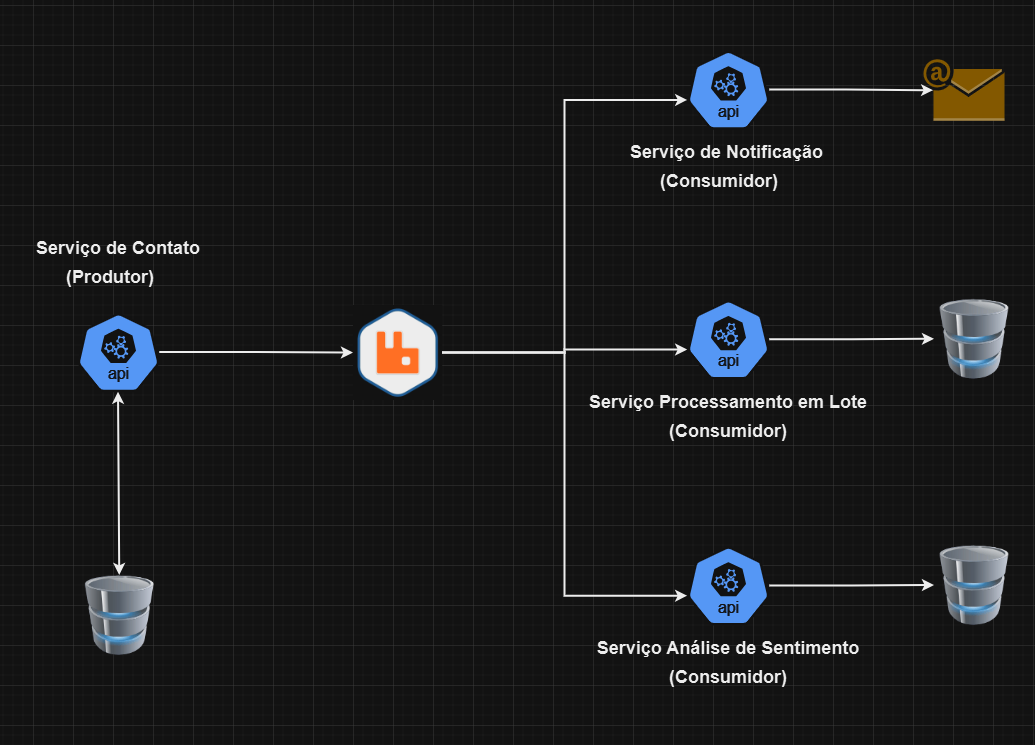 api
Serviço de Notificação
(Consumidor)
Serviço de Contato
(Produtor)
api
api
Serviço Processamento em Lote
(Consumidor)
api
Serviço Análise de Sentimento
(Consumidor)
@